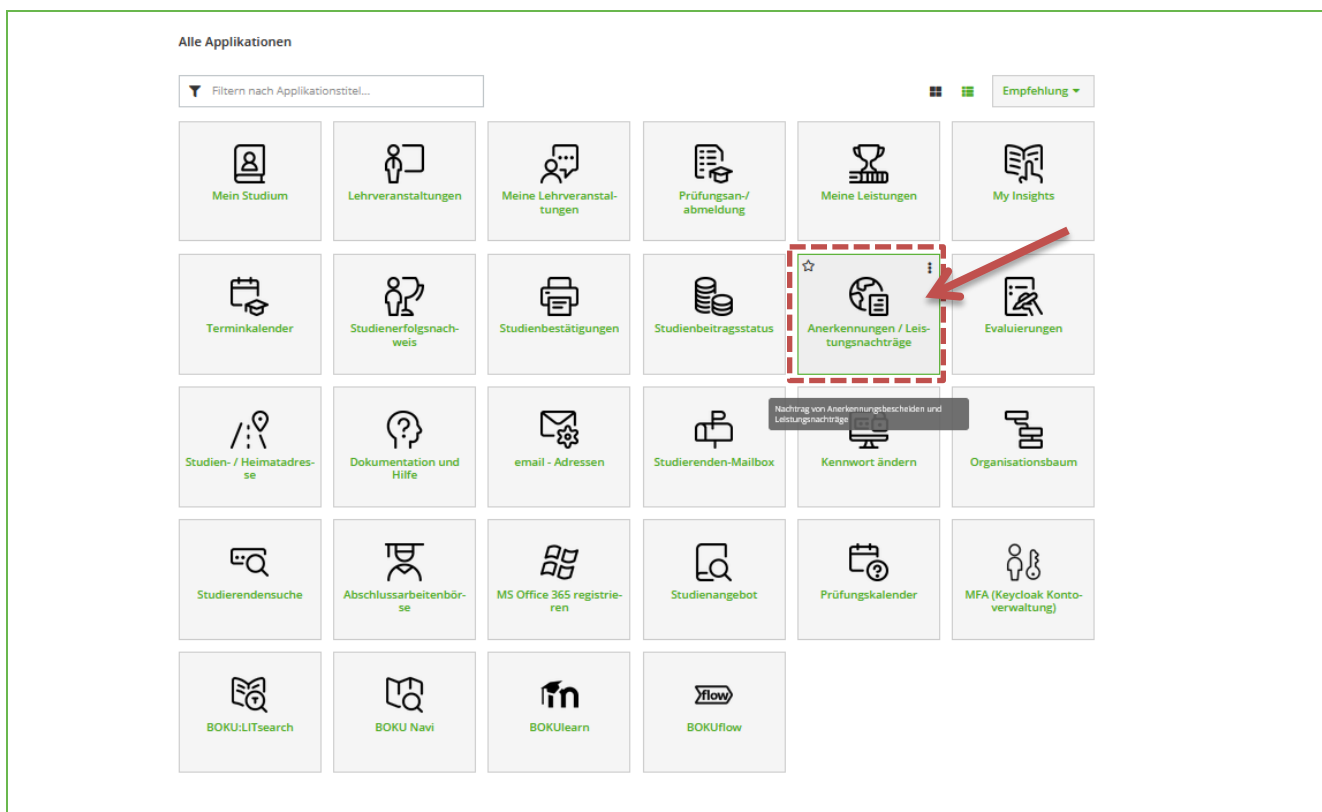 Alle Applikationen
Filtern nach Applikationstitel...
Empfehlung
Mein Studium
Lehrveranstaltungen
Meine Lehrveranstal-
tungen
Prüfungsan-/
abmeldung
Meine Leistungen
My Insights
Terminkalender
Studienerfolgsnach-
weis
Studienbestätigungen
Studienbeitragsstatus
Anerkennungen / Leis-
tungsnachträge
Evaluierungen
Nachtrag von Anerkennungsbescheiden und
Leistungsnachträge
Studien- / Heimatadres-
se
Dokumentation und
Hilfe
email - Adressen
Studierenden-Mailbox
Kennwort ändern
Organisationsbaum
Studierendensuche
Abschlussarbeitenbör-
se
MS Office 365 registrie-
ren
Studienangebot
Prüfungskalender
MFA (Keycloak Konto-
verwaltung)
BOKU:LITsearch
BOKU Navi
BOKUlearn
flow
BOKUflow